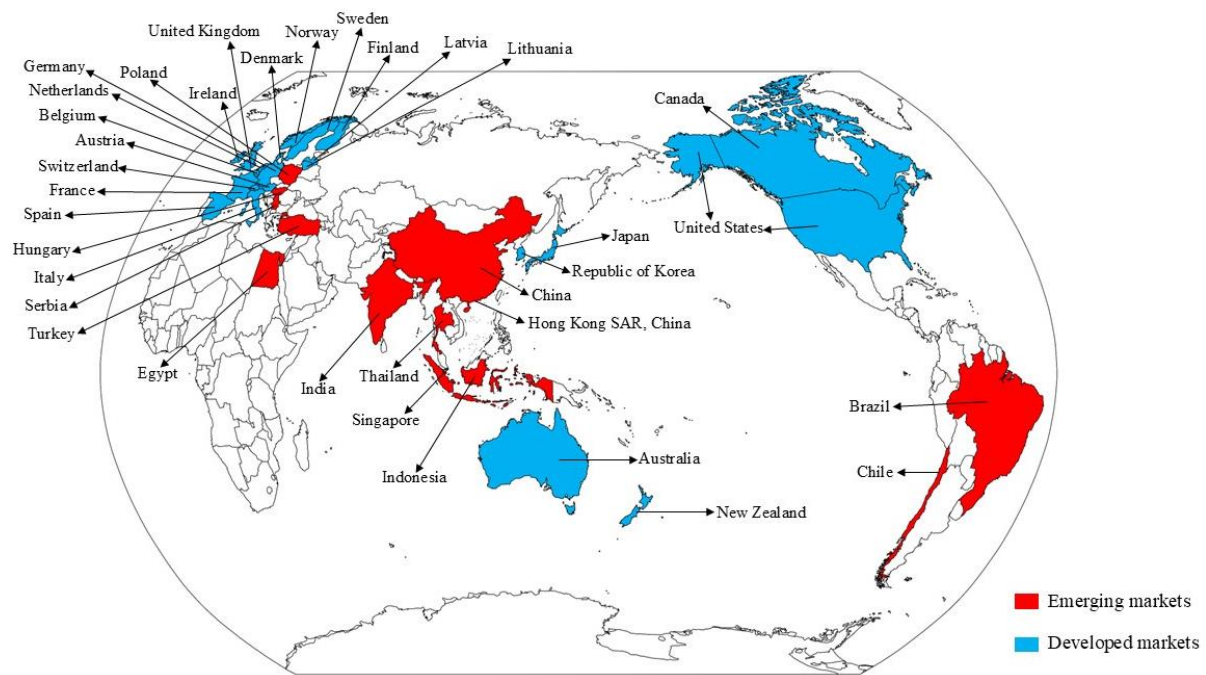 Sweden
United Kingdom
Norway
Latvia
Finland
Lithuania
Denmark
Germany
Poland
Netherlands
Ireland
Belgium
Austria
Switzerland
France
Spain
Hungary
Italy
Serbia
Turkey
Egypt
India
Thailand
Singapore
Indonesia
Japan
Republic of Korea
China
Hong Kong SAR, China
Australia
New Zealand
Canada
United States
Brazil
Chile
Emerging markets
Developed markets